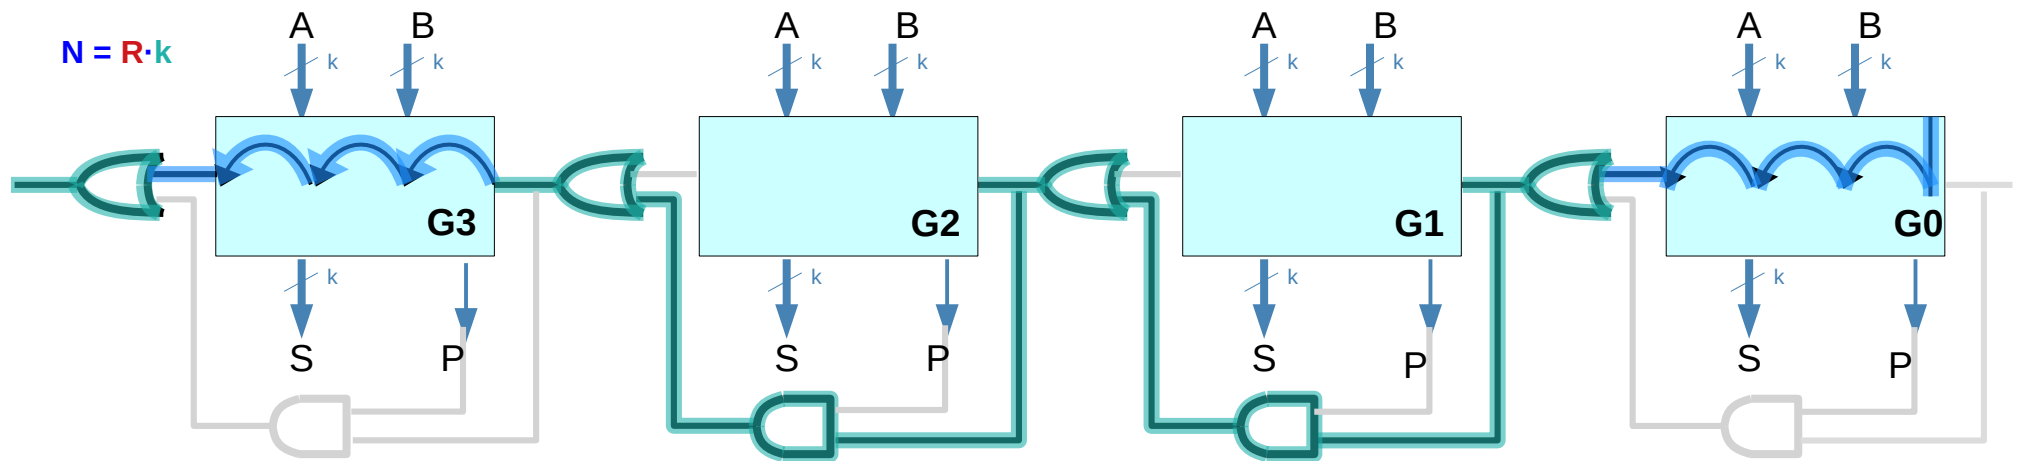 A B A B A B A B
N = R·k
k k k k k k k k
G3 G2 G1 G0
k k k k
S P S P S P S P